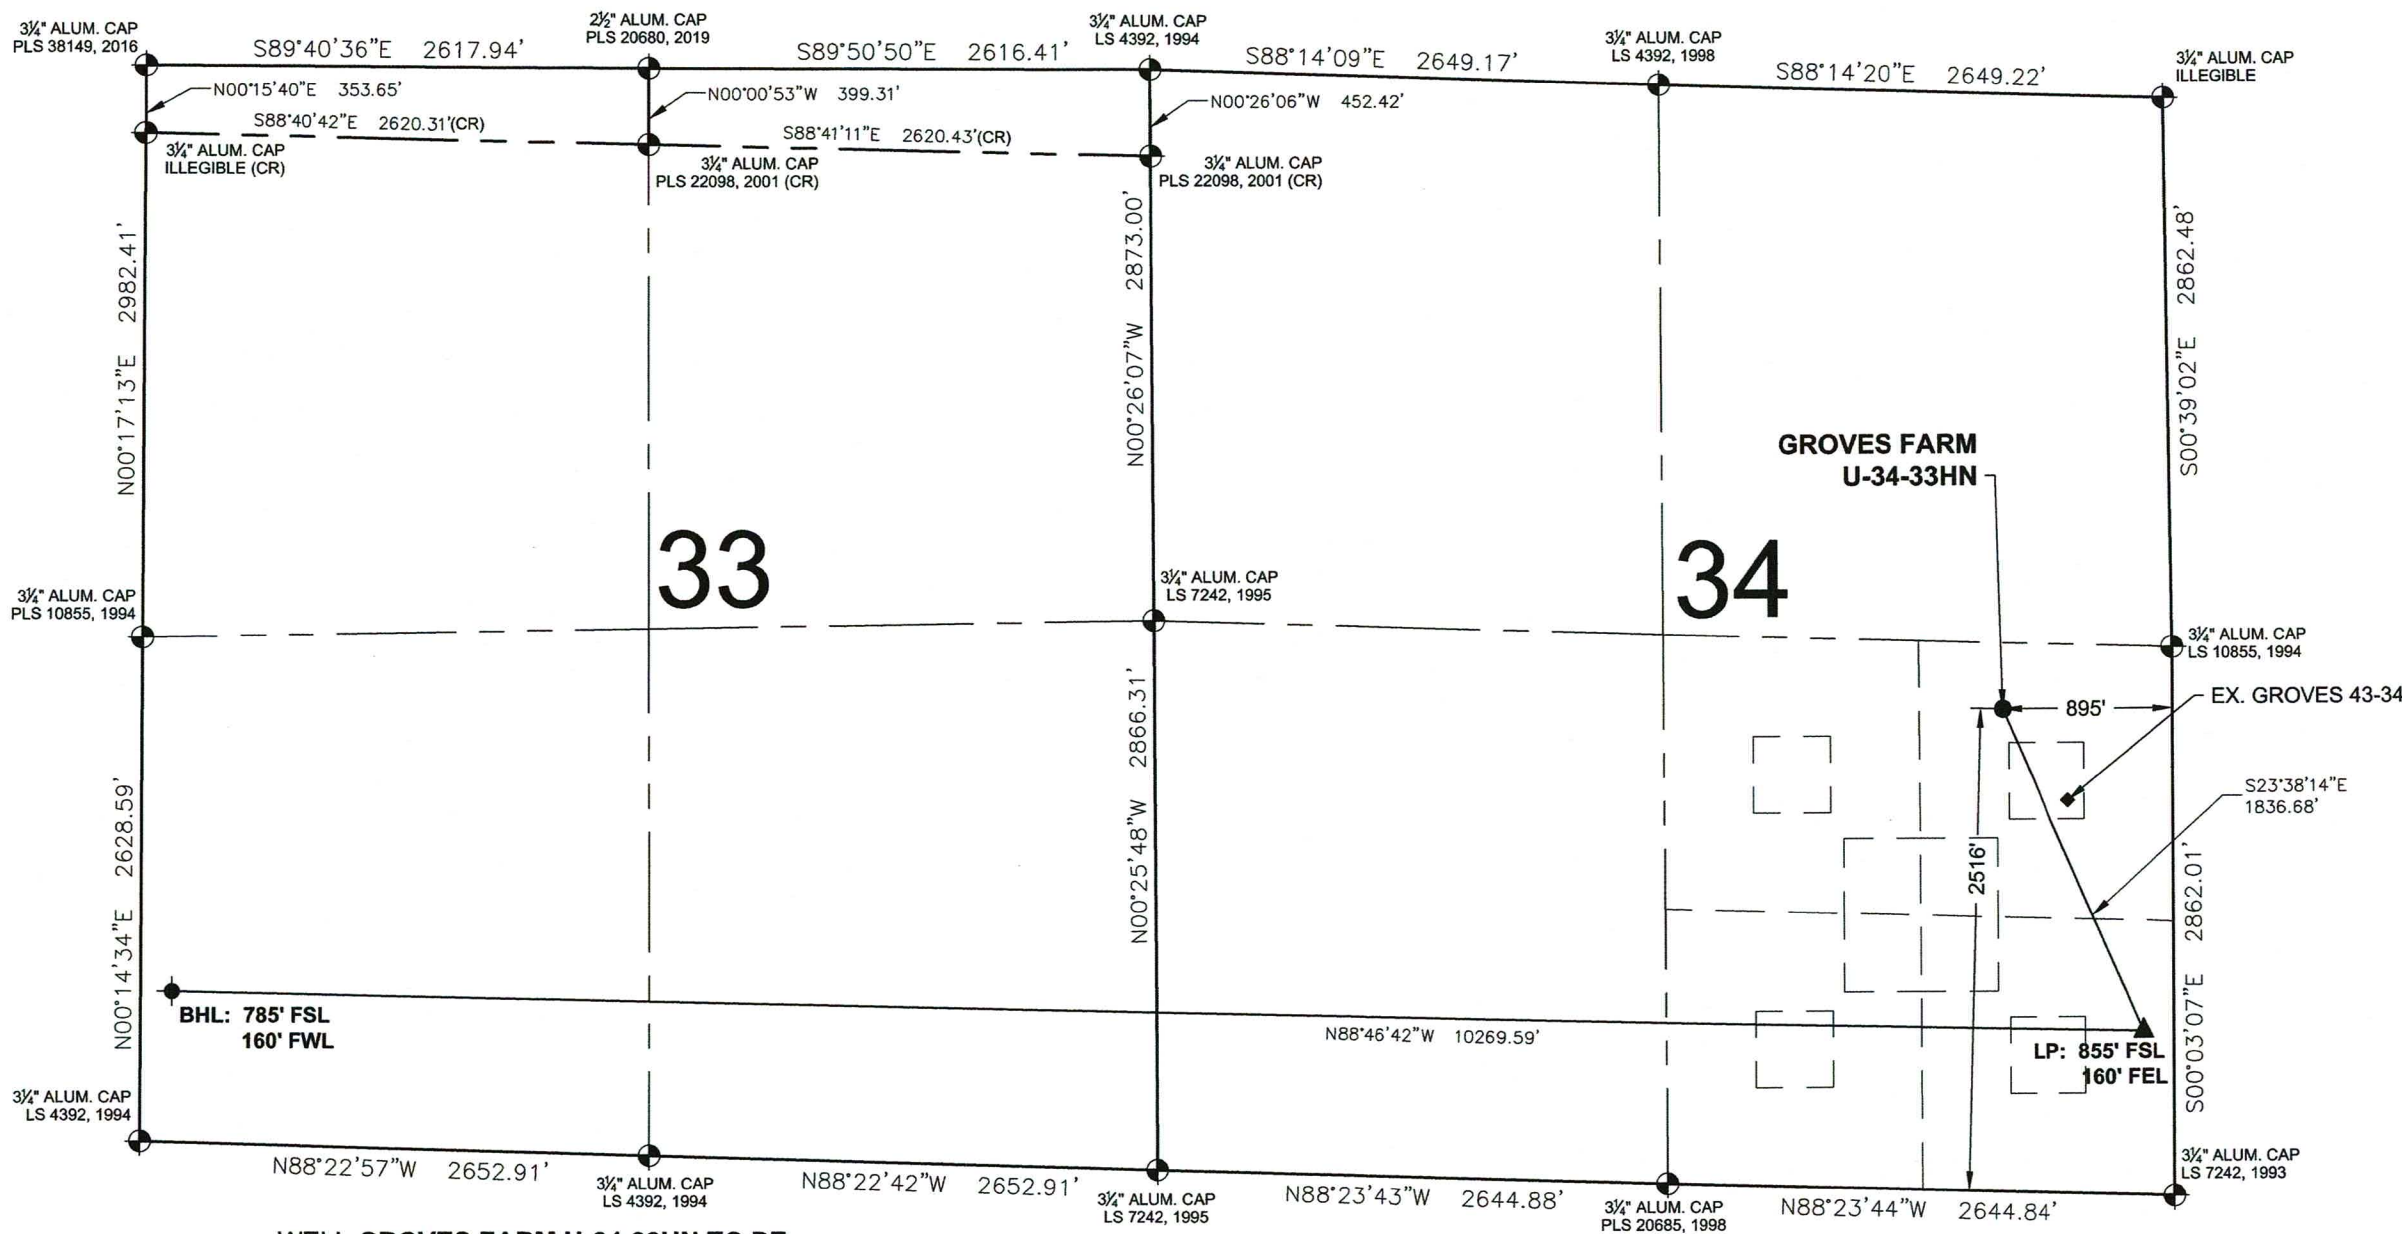 3¼" ALUM. CAP
PLS 38149, 2016
S89°40'36"E 2617.94'
2½" ALUM. CAP
PLS 20680, 2019
S89°50'50"E 2616.41'
3¼" ALUM. CAP
LS 4392, 1994
S88°14'09"E 2649.17'
3¼" ALUM. CAP
LS 4392, 1998
S88°14'20"E 2649.22'
3¼" ALUM. CAP
ILLEGIBLE
N00°15'40"E 353.65'
N00°00'53"W 399.31'
N00°26'06"W 452.42'
S88°40'42"E 2620.31'(CR)
S88°41'11"E 2620.43'(CR)
3¼" ALUM. CAP
ILLEGIBLE (CR)
3¼" ALUM. CAP
PLS 22098, 2001 (CR)
3¼" ALUM. CAP
PLS 22098, 2001 (CR)
N00°17'13"E 2982.41'
N00°26'07"W 2873.00'
S00°39'02"E 2862.48'
GROVES FARM
U-34-33HN
33
34
3¼" ALUM. CAP
PLS 10855, 1994
3¼" ALUM. CAP
LS 7242, 1995
3¼" ALUM. CAP
LS 10855, 1994
EX. GROVES 43-34
895'
S23°38'14"E
1836.68'
2516'
N00°14'34"E 2628.59'
N00°25'48"W 2866.31'
S00°03'07"E 2862.01'
BHL: 785' FSL
160' FWL
N88°46'42"W 10269.59'
LP: 855' FSL
160' FEL
3¼" ALUM. CAP
LS 4392, 1994
N88°22'57"W 2652.91'
3¼" ALUM. CAP
LS 4392, 1994
N88°22'42"W 2652.91'
3¼" ALUM. CAP
LS 7242, 1995
N88°23'43"W 2644.88'
3¼" ALUM. CAP
PLS 20685, 1998
N88°23'44"W 2644.84'
3¼" ALUM. CAP
LS 7242, 1993